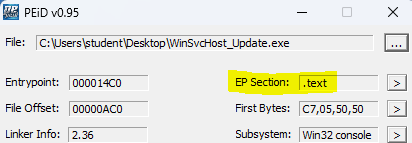 PEiD v0.95
File: C:\Users\student\Desktop\WinSvcHost_Update.exe ...
Entrypoint: 000014C0 EP Section: .text >
File Offset: 00000AC0 First Bytes: C7,05,50,50 >
Linker Info: 2.36 Subsystem: Win32 console >